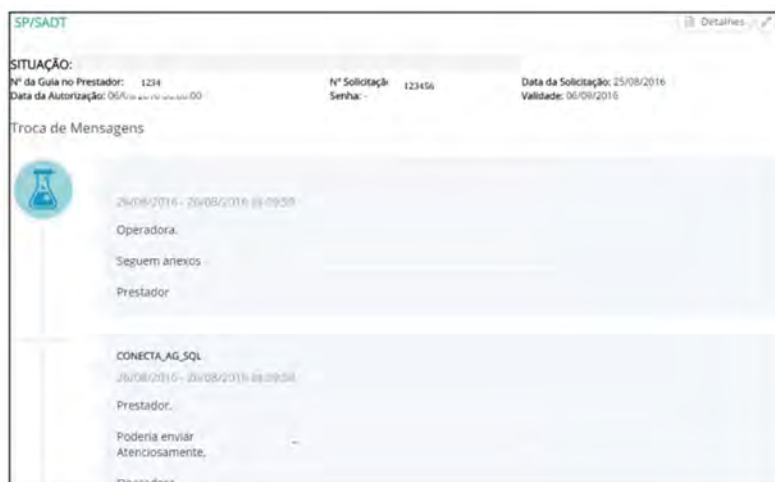 SP/SADT
Detalhes
SITUAÇÃO:
Nº da Guia no Prestador: 1234
Nº Solicitaçã 123456
Data da Solicitação: 25/08/2016
Data da Autorização:
Senha: -
Validade: 06/09/2016
Troca de Mensagens
Operadora.
Seguem anexos
Prestador
CONECTA_AG_SQL
Prestador.
Poderia enviar
Atenciosamente,